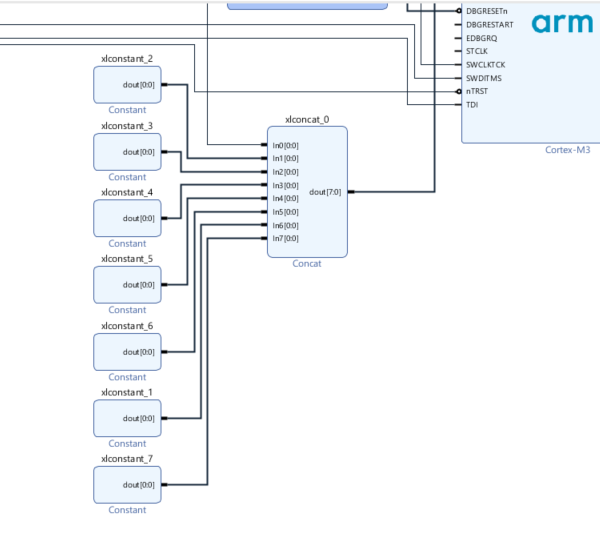 DBGRESETn
DBGRESTART
EDBGRQ
STCLK
SWCLKTCK
SWDITMS
nTRST
TDI
arm
Cortex-M3
xlconstant_2
dout[0:0]
Constant
xlconstant_3
dout[0:0]
Constant
xlconstant_4
dout[0:0]
Constant
xlconstant_5
dout[0:0]
Constant
xlconstant_6
dout[0:0]
Constant
xlconstant_1
dout[0:0]
Constant
xlconstant_7
dout[0:0]
Constant
xlconcat_0
In0[0:0]
In1[0:0]
In2[0:0]
In3[0:0]
In4[0:0]
In5[0:0]
In6[0:0]
In7[0:0]
dout[7:0]
Concat